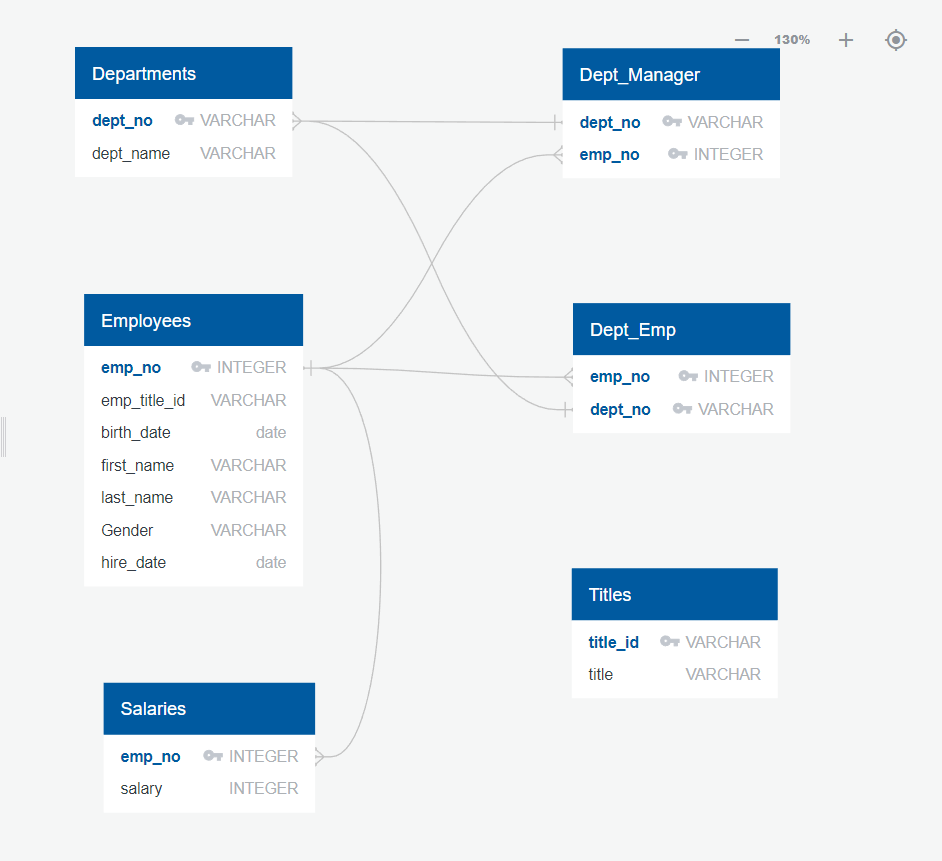 130%
Departments
dept_no VARCHAR
dept_name VARCHAR
Dept_Manager
dept_no VARCHAR
emp_no INTEGER
Employees
emp_no INTEGER
emp_title_id VARCHAR
birth_date date
first_name VARCHAR
last_name VARCHAR
Gender VARCHAR
hire_date date
Dept_Emp
emp_no INTEGER
dept_no VARCHAR
Titles
title_id VARCHAR
title VARCHAR
Salaries
emp_no INTEGER
salary INTEGER